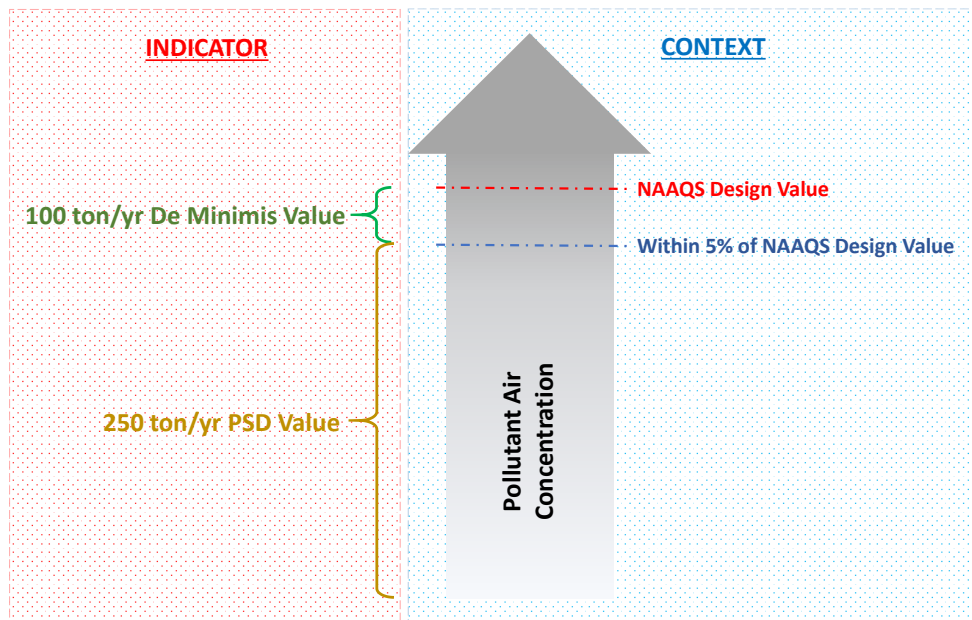 INDICATOR
CONTEXT
NAAQS Design Value
100 ton/yr De Minimis Value
Within 5% of NAAQS Design Value
250 ton/yr PSD Value
Pollutant Air
Concentration